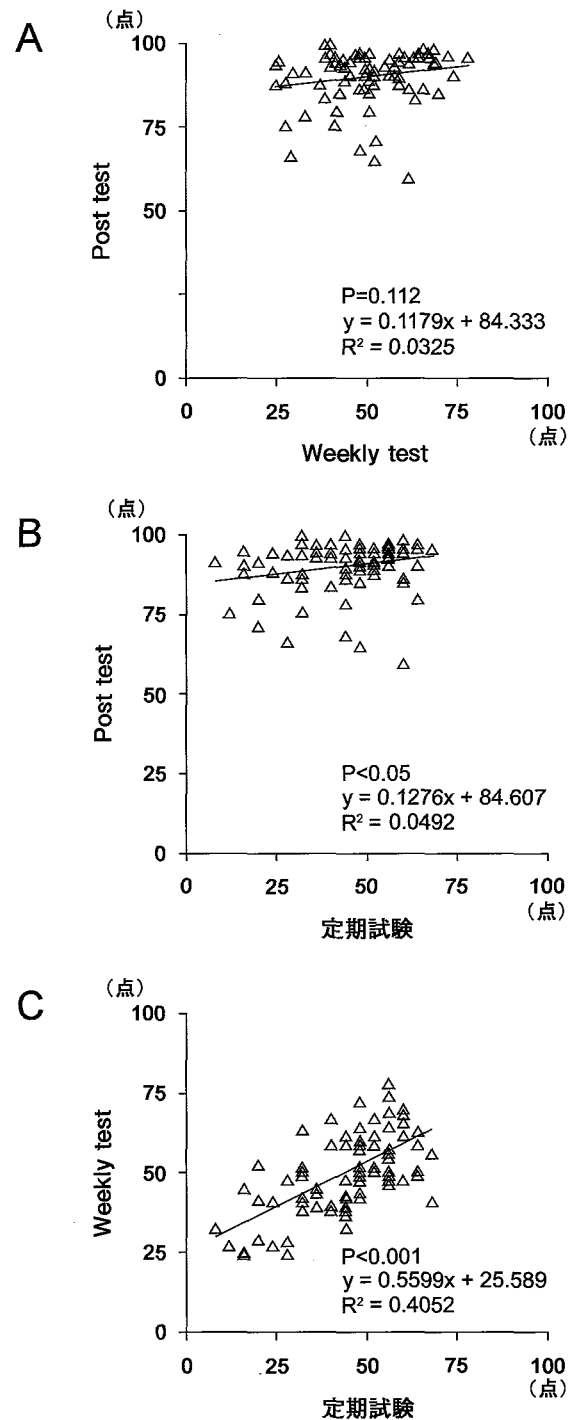 A
（点）
100
75
50
25
0
Post test
P=0.112
y = 0.1179x + 84.333
R² = 0.0325
0 25 50 75 100
（点）
Weekly test
B
（点）
100
75
50
25
0
Post test
P<0.05
y = 0.1276x + 84.607
R² = 0.0492
0 25 50 75 100
（点）
定期試験
C
（点）
100
75
50
25
0
Weekly test
P<0.001
y = 0.5599x + 25.589
R² = 0.4052
0 25 50 75 100
（点）
定期試験